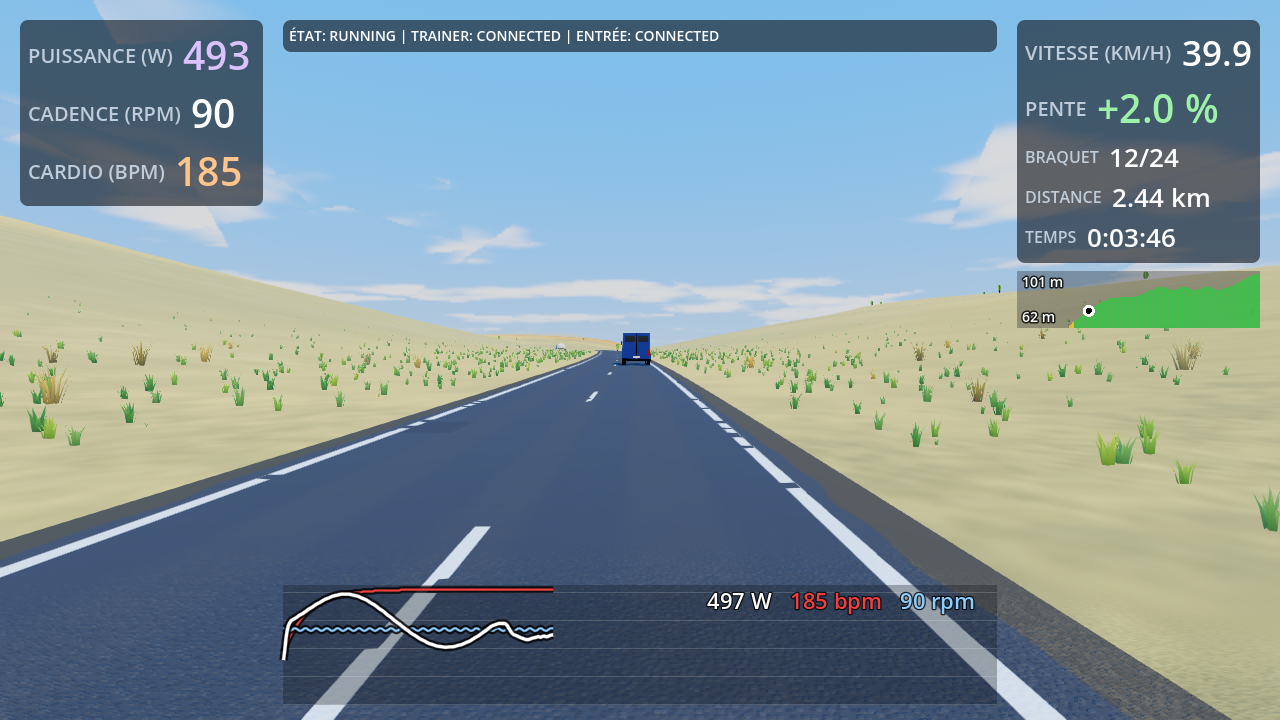 PUISSANCE (W) 493
CADENCE (RPM) 90
CARDIO (BPM) 185
ÉTAT: RUNNING | TRAINER: CONNECTED | ENTRÉE: CONNECTED
VITESSE (KM/H) 39.9
PENTE +2.0 %
BRAQUET 12/24
DISTANCE 2.44 km
TEMPS 0:03:46
101 m
62 m
497 W 185 bpm 90 rpm